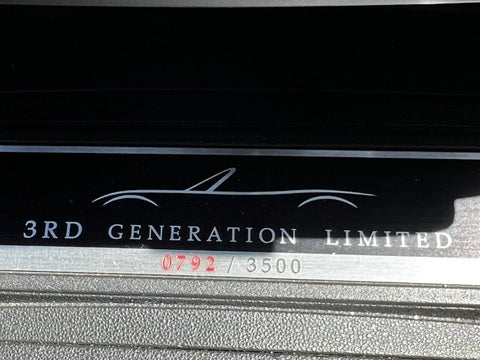 3RD GENERATION LIMITED
0792 / 3500